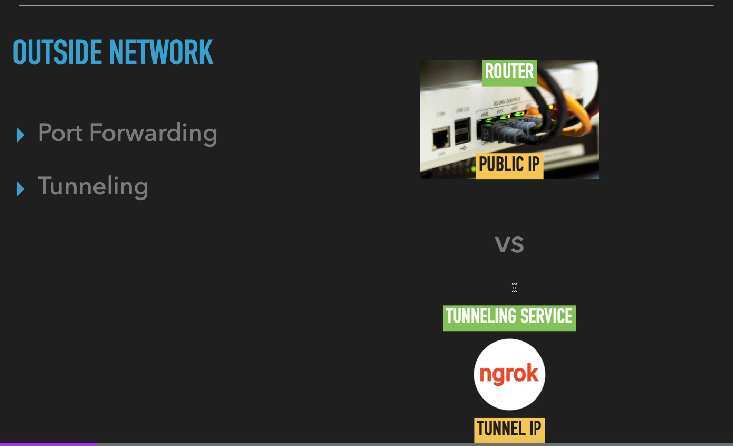 OUTSIDE NETWORK
Port Forwarding
Tunneling
ROUTER
PUBLIC IP
vs
TUNNELING SERVICE
ngrok
TUNNEL IP